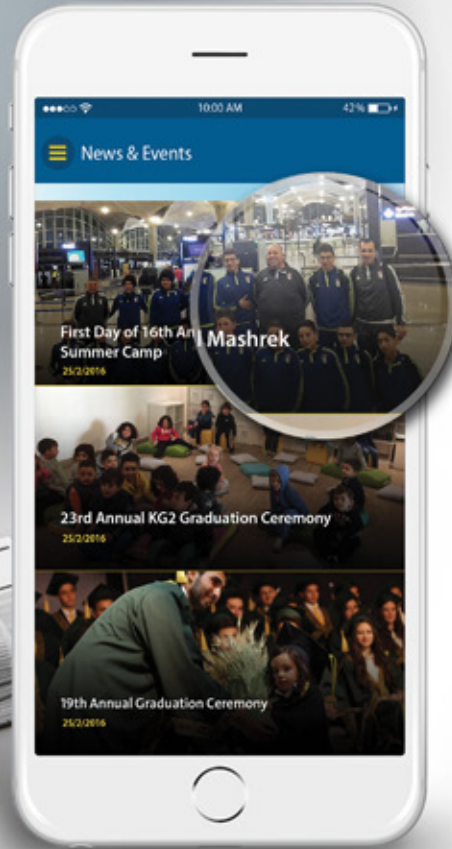 10:00 AM
42%
News & Events
First Day of 16th An l Mashrek
Summer Camp
25/2/2016
23rd Annual KG2 Graduation Ceremony
25/2/2016
19th Annual Graduation Ceremony
25/2/2016